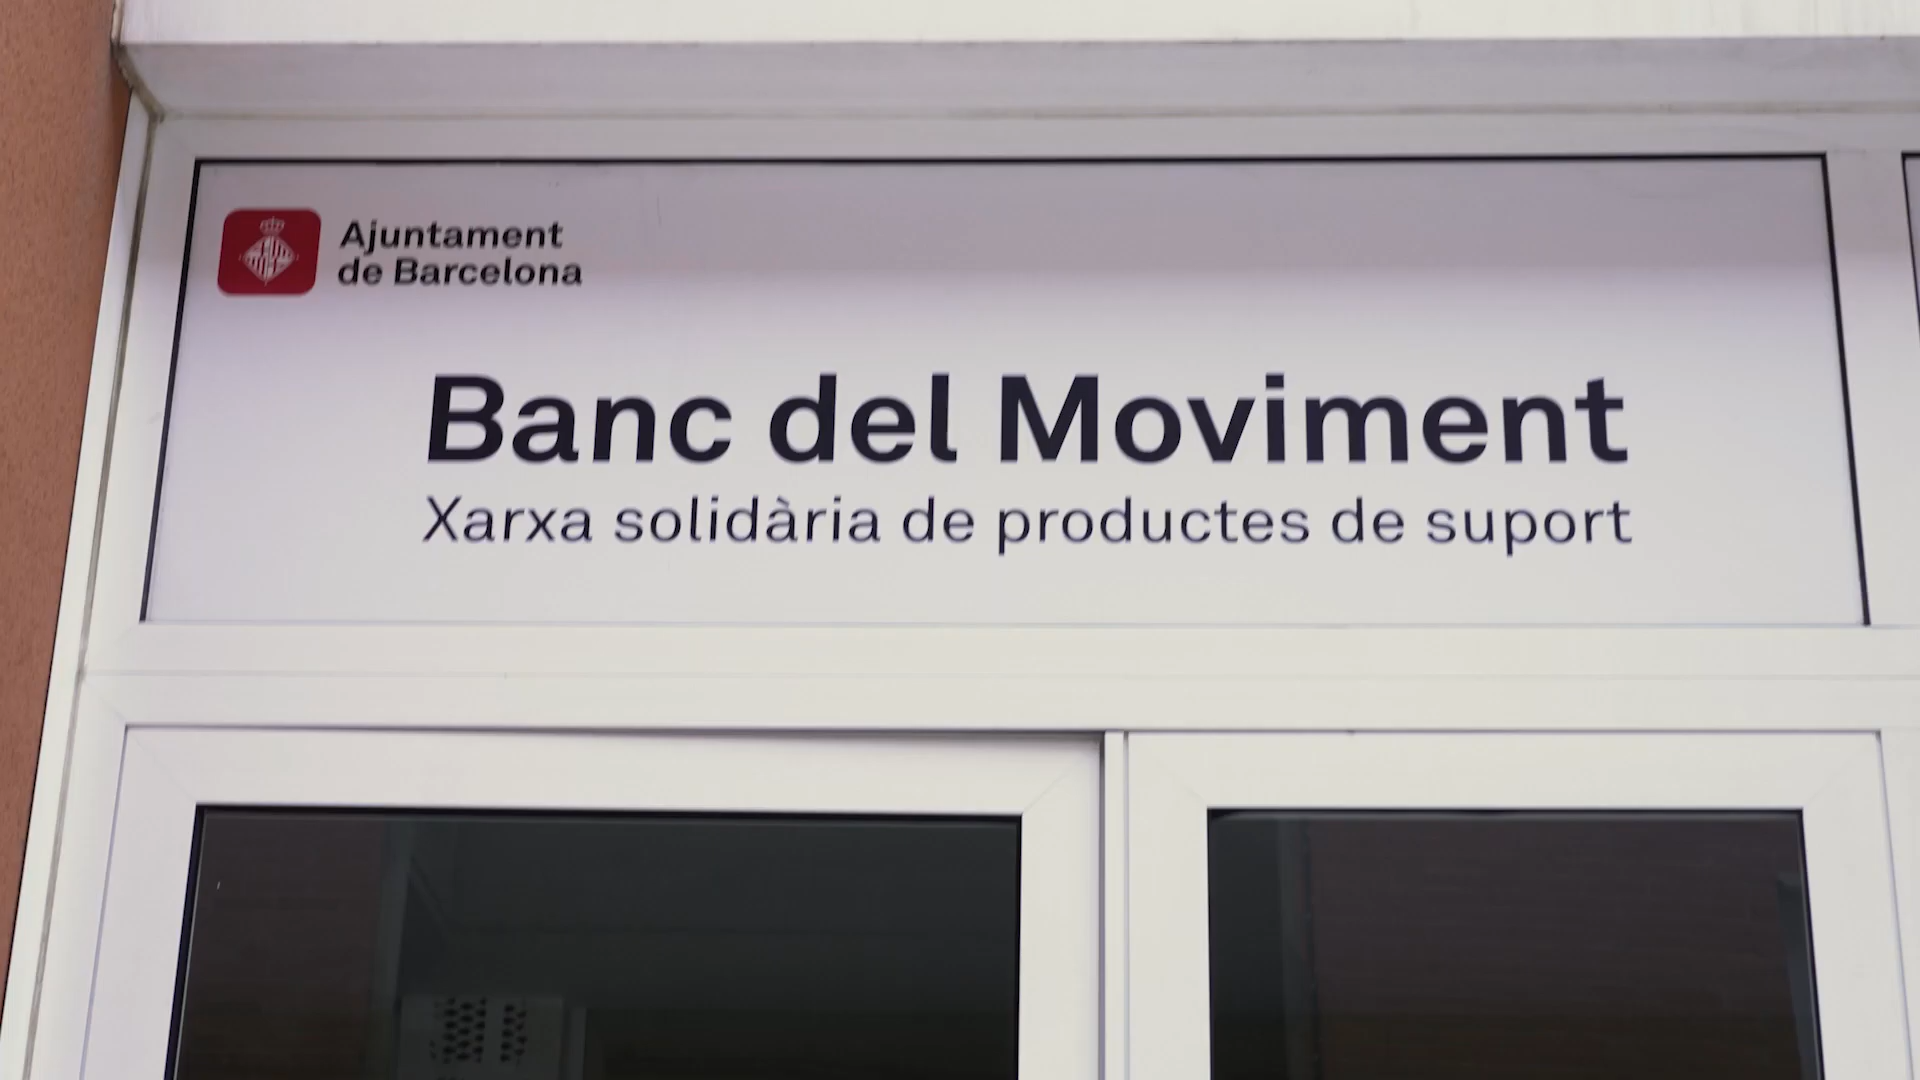 Ajuntament
de Barcelona
Banc del Moviment
Xarxa solidària de productes de suport